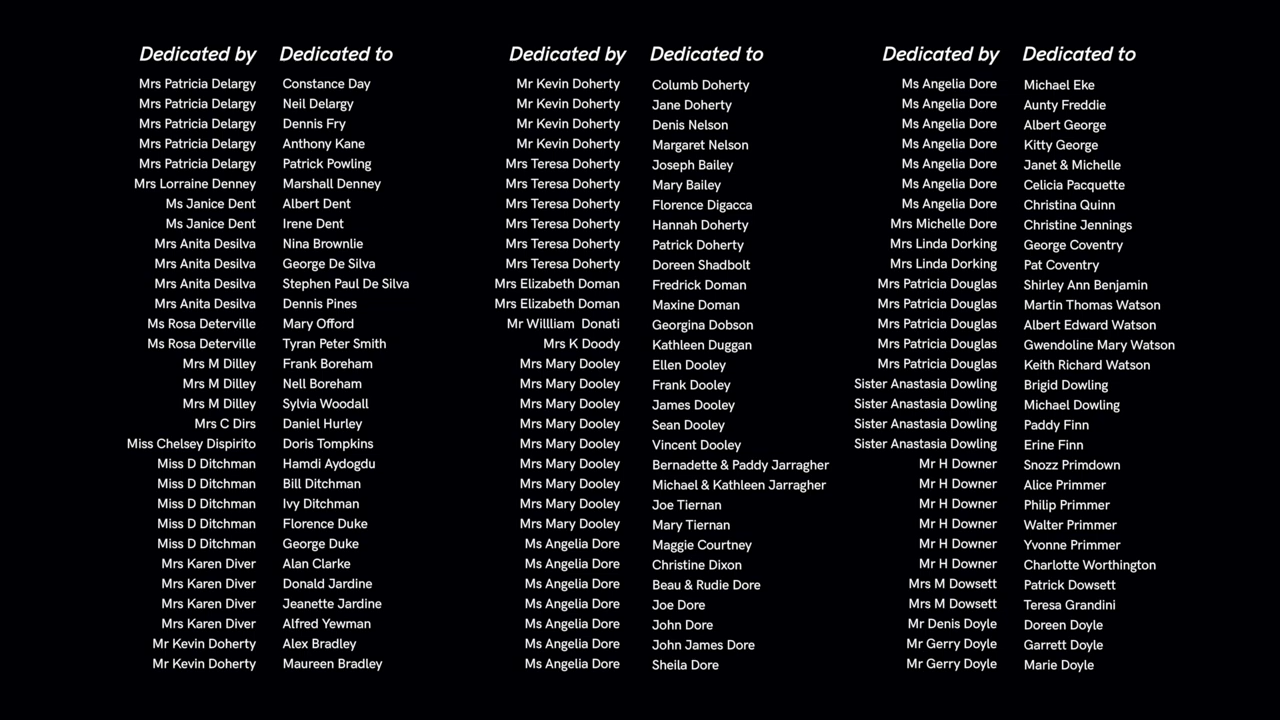 Dedicated by Dedicated to
Mrs Patricia Delargy Constance Day
Mrs Patricia Delargy Neil Delargy
Mrs Patricia Delargy Dennis Fry
Mrs Patricia Delargy Anthony Kane
Mrs Patricia Delargy Patrick Powling
Mrs Lorraine Denney Marshall Denney
Ms Janice Dent Albert Dent
Ms Janice Dent Irene Dent
Mrs Anita Desilva Nina Brownlie
Mrs Anita Desilva George De Silva
Mrs Anita Desilva Stephen Paul De Silva
Mrs Anita Desilva Dennis Pines
Ms Rosa Deterville Mary Offord
Ms Rosa Deterville Tyran Peter Smith
Mrs M Dilley Frank Boreham
Mrs M Dilley Nell Boreham
Mrs M Dilley Sylvia Woodall
Mrs C Dirs Daniel Hurley
Miss Chelsey Dispirito Doris Tompkins
Miss D Ditchman Hamdi Aydogdu
Miss D Ditchman Bill Ditchman
Miss D Ditchman Ivy Ditchman
Miss D Ditchman Florence Duke
Miss D Ditchman George Duke
Mrs Karen Diver Alan Clarke
Mrs Karen Diver Donald Jardine
Mrs Karen Diver Jeanette Jardine
Mrs Karen Diver Alfred Yewman
Mr Kevin Doherty Alex Bradley
Mr Kevin Doherty Maureen Bradley
Dedicated by Dedicated to
Mr Kevin Doherty Columb Doherty
Mr Kevin Doherty Jane Doherty
Mr Kevin Doherty Denis Nelson
Mr Kevin Doherty Margaret Nelson
Mrs Teresa Doherty Joseph Bailey
Mrs Teresa Doherty Mary Bailey
Mrs Teresa Doherty Florence Digacca
Mrs Teresa Doherty Hannah Doherty
Mrs Teresa Doherty Patrick Doherty
Mrs Teresa Doherty Doreen Shadbolt
Mrs Elizabeth Doman Fredrick Doman
Mrs Elizabeth Doman Maxine Doman
Mr Willliam Donati Georgina Dobson
Mrs K Doody Kathleen Duggan
Mrs Mary Dooley Ellen Dooley
Mrs Mary Dooley Frank Dooley
Mrs Mary Dooley James Dooley
Mrs Mary Dooley Sean Dooley
Mrs Mary Dooley Vincent Dooley
Mrs Mary Dooley Bernadette & Paddy Jarragher
Mrs Mary Dooley Michael & Kathleen Jarragher
Mrs Mary Dooley Joe Tiernan
Mrs Mary Dooley Mary Tiernan
Ms Angelia Dore Maggie Courtney
Ms Angelia Dore Christine Dixon
Ms Angelia Dore Beau & Rudie Dore
Ms Angelia Dore Joe Dore
Ms Angelia Dore John Dore
Ms Angelia Dore John James Dore
Ms Angelia Dore Sheila Dore
Dedicated by Dedicated to
Ms Angelia Dore Michael Eke
Ms Angelia Dore Aunty Freddie
Ms Angelia Dore Albert George
Ms Angelia Dore Kitty George
Ms Angelia Dore Janet & Michelle
Ms Angelia Dore Celicia Pacquette
Ms Angelia Dore Christina Quinn
Mrs Michelle Dore Christine Jennings
Mrs Linda Dorking George Coventry
Mrs Linda Dorking Pat Coventry
Mrs Patricia Douglas Shirley Ann Benjamin
Mrs Patricia Douglas Martin Thomas Watson
Mrs Patricia Douglas Albert Edward Watson
Mrs Patricia Douglas Gwendoline Mary Watson
Mrs Patricia Douglas Keith Richard Watson
Sister Anastasia Dowling Brigid Dowling
Sister Anastasia Dowling Michael Dowling
Sister Anastasia Dowling Paddy Finn
Sister Anastasia Dowling Erine Finn
Mr H Downer Snozz Primdown
Mr H Downer Alice Primmer
Mr H Downer Philip Primmer
Mr H Downer Walter Primmer
Mr H Downer Yvonne Primmer
Mr H Downer Charlotte Worthington
Mrs M Dowsett Patrick Dowsett
Mrs M Dowsett Teresa Grandini
Mr Denis Doyle Doreen Doyle
Mr Gerry Doyle Garrett Doyle
Mr Gerry Doyle Marie Doyle